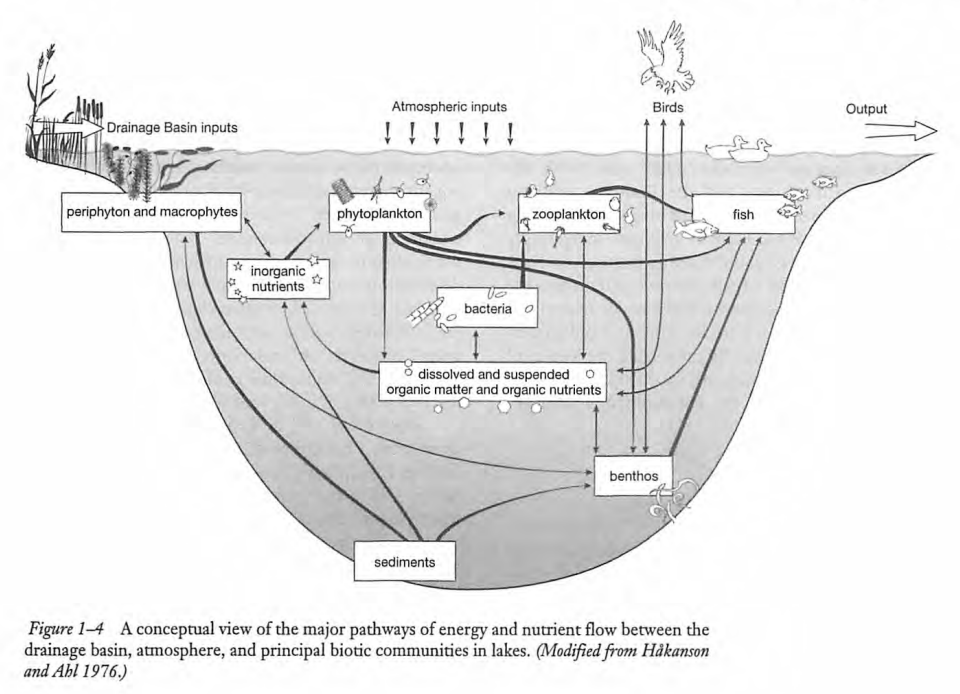 Atmospheric inputs
Birds
Output
Drainage Basin inputs
periphyton and macrophytes
phytoplankton
zooplankton
fish
inorganic
nutrients
bacteria
dissolved and suspended
organic matter and organic nutrients
benthos
sediments
Figure 1–4 A conceptual view of the major pathways of energy and nutrient flow between the
drainage basin, atmosphere, and principal biotic communities in lakes. (Modified from Håkanson
and Ahl 1976.)